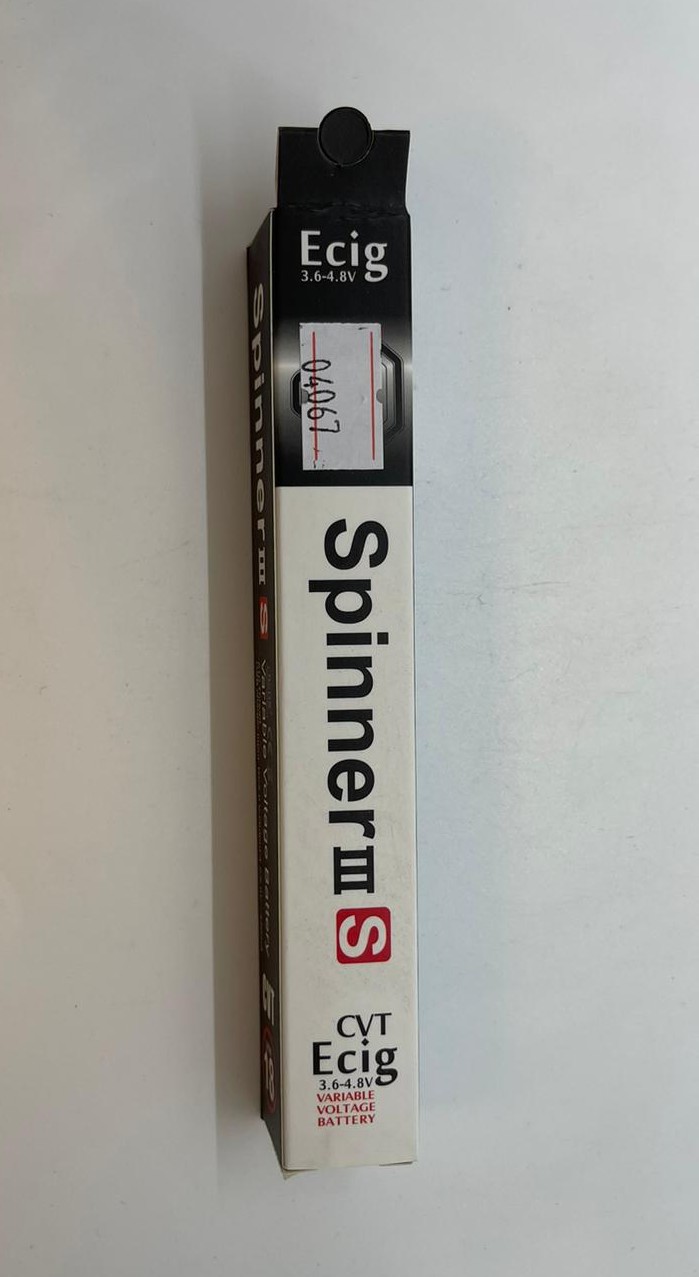 Ecig
3.6-4.8V
04067
Spinner III S
CVT
Ecig
3.6-4.8V
VARIABLE
VOLTAGE
BATTERY
Spinner III S
Variable Voltage Battery
18